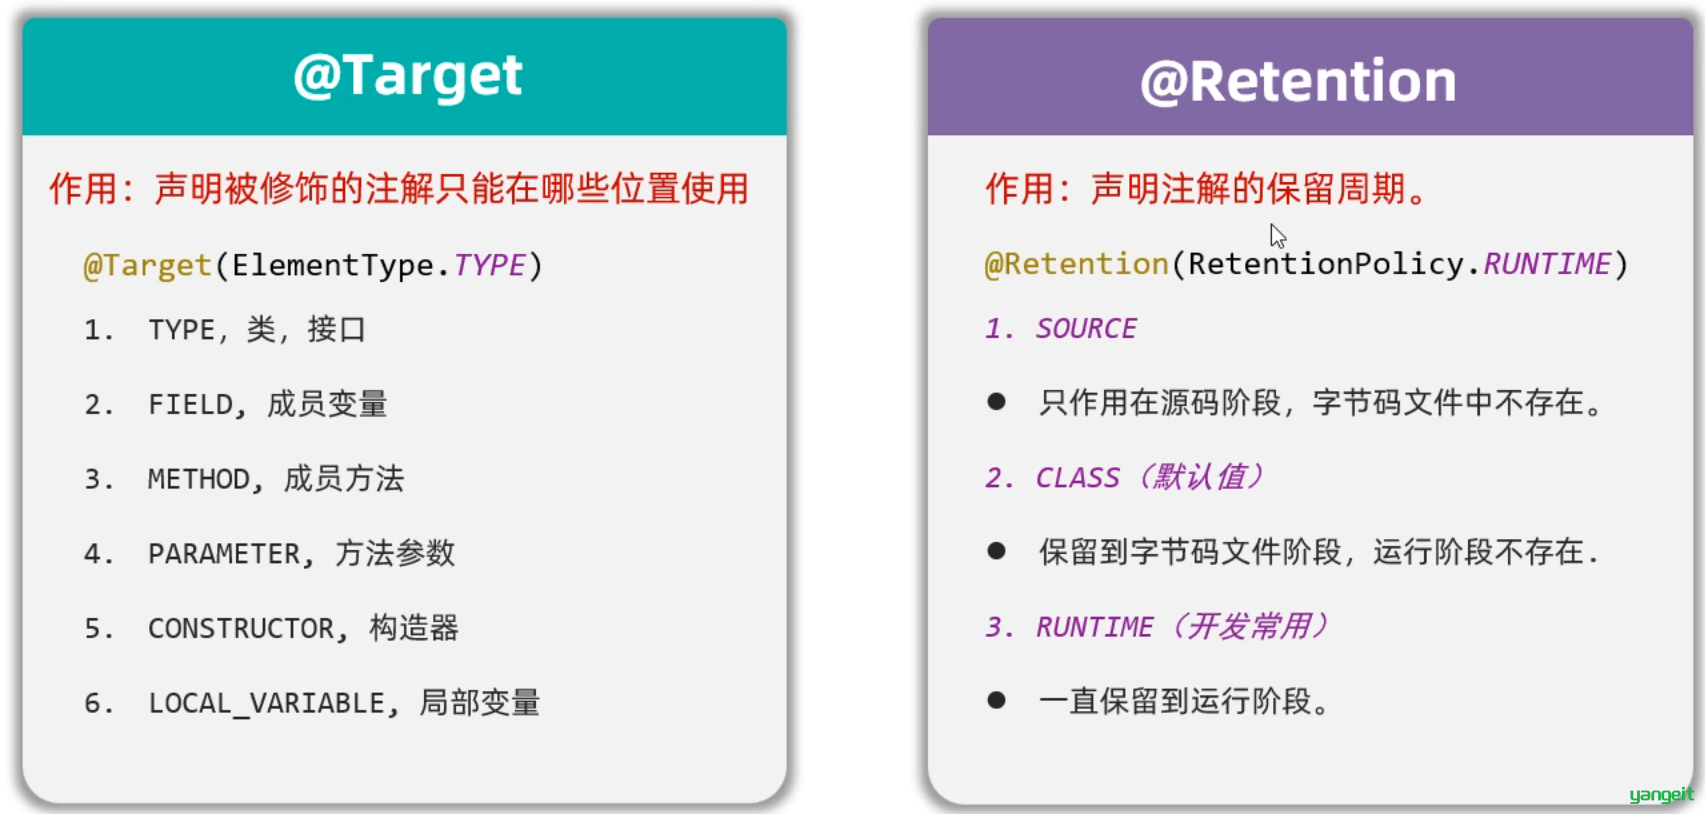 @Target
作用：声明被修饰的注解只能在哪些位置使用
@Target(ElementType.TYPE)
1. TYPE，类，接口
2. FIELD, 成员变量
3. METHOD, 成员方法
4. PARAMETER, 方法参数
5. CONSTRUCTOR, 构造器
6. LOCAL_VARIABLE, 局部变量
@Retention
作用：声明注解的保留周期。
@Retention(RetentionPolicy.RUNTIME)
1. SOURCE
● 只作用在源码阶段，字节码文件中不存在。
2. CLASS（默认值）
● 保留到字节码文件阶段，运行阶段不存在.
3. RUNTIME（开发常用）
● 一直保留到运行阶段。
yangeit